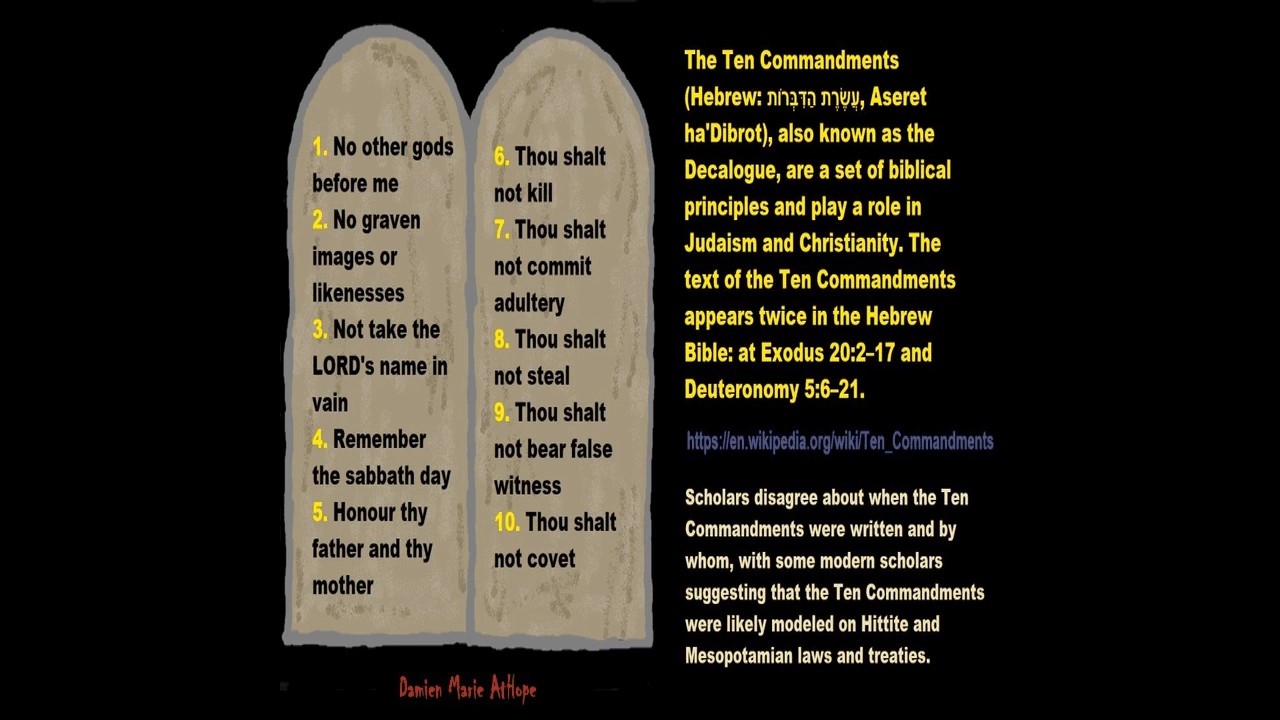 1. No other gods
before me
2. No graven
images or
likenesses
3. Not take the
LORD's name in
vain
4. Remember
the sabbath day
5. Honour thy
father and thy
mother
6. Thou shalt
not kill
7. Thou shalt
not commit
adultery
8. Thou shalt
not steal
9. Thou shalt
not bear false
witness
10. Thou shalt
not covet
The Ten Commandments
(Hebrew: עֲשֶׂרֶת הַדִּבְּרוֹת, Aseret
ha'Dibrot), also known as the
Decalogue, are a set of biblical
principles and play a role in
Judaism and Christianity. The
text of the Ten Commandments
appears twice in the Hebrew
Bible: at Exodus 20:2–17 and
Deuteronomy 5:6–21.
https://en.wikipedia.org/wiki/Ten_Commandments
Scholars disagree about when the Ten
Commandments were written and by
whom, with some modern scholars
suggesting that the Ten Commandments
were likely modeled on Hittite and
Mesopotamian laws and treaties.
Damien Marie AtHope